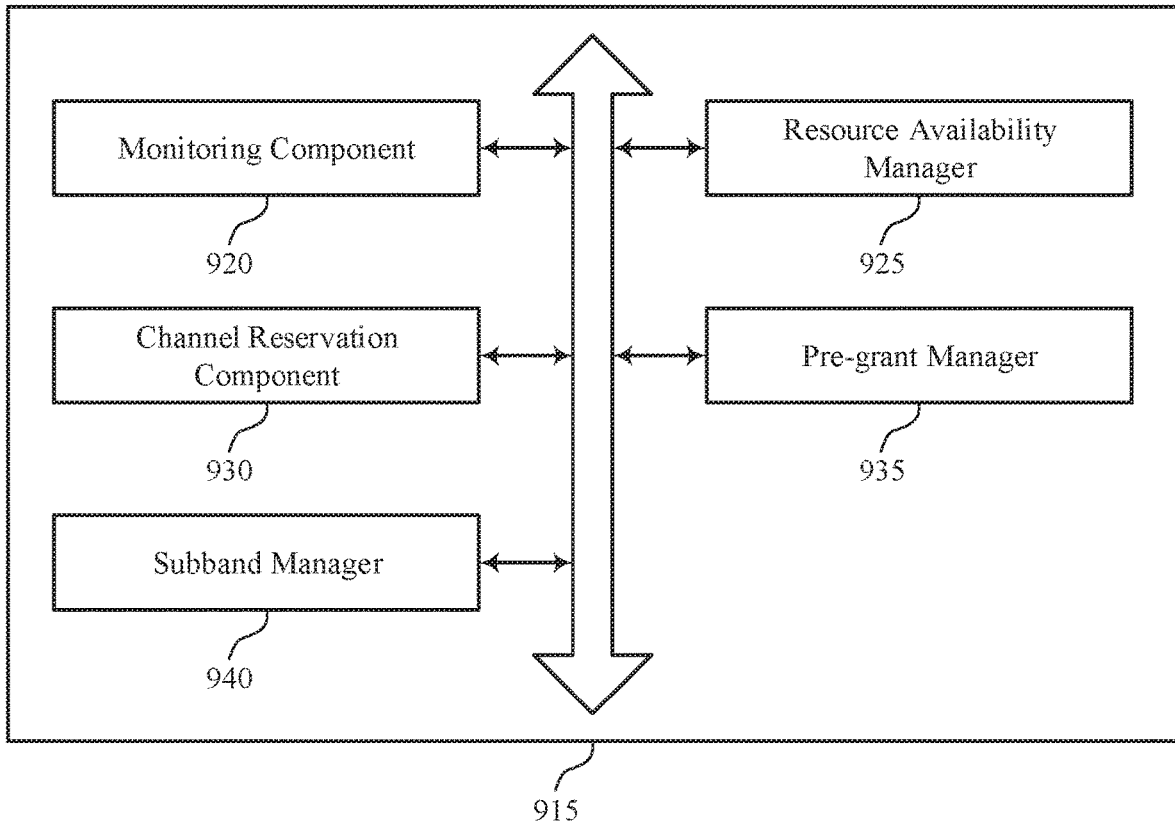 Monitoring Component
920
Resource Availability
Manager
925
Channel Reservation
Component
930
Pre-grant Manager
935
Subband Manager
940
915